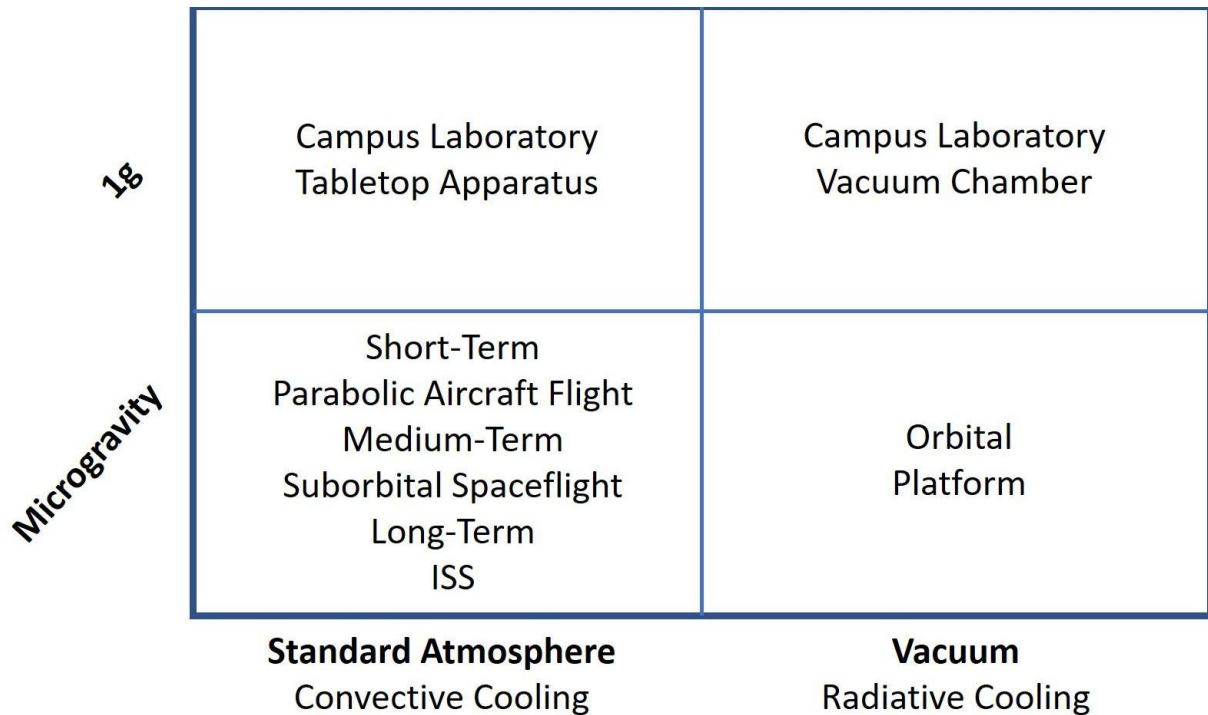 1g
Campus Laboratory
Tabletop Apparatus
Campus Laboratory
Vacuum Chamber
Microgravity
Short-Term
Parabolic Aircraft Flight
Medium-Term
Suborbital Spaceflight
Long-Term
ISS
Orbital
Platform
Standard Atmosphere
Convective Cooling
Vacuum
Radiative Cooling